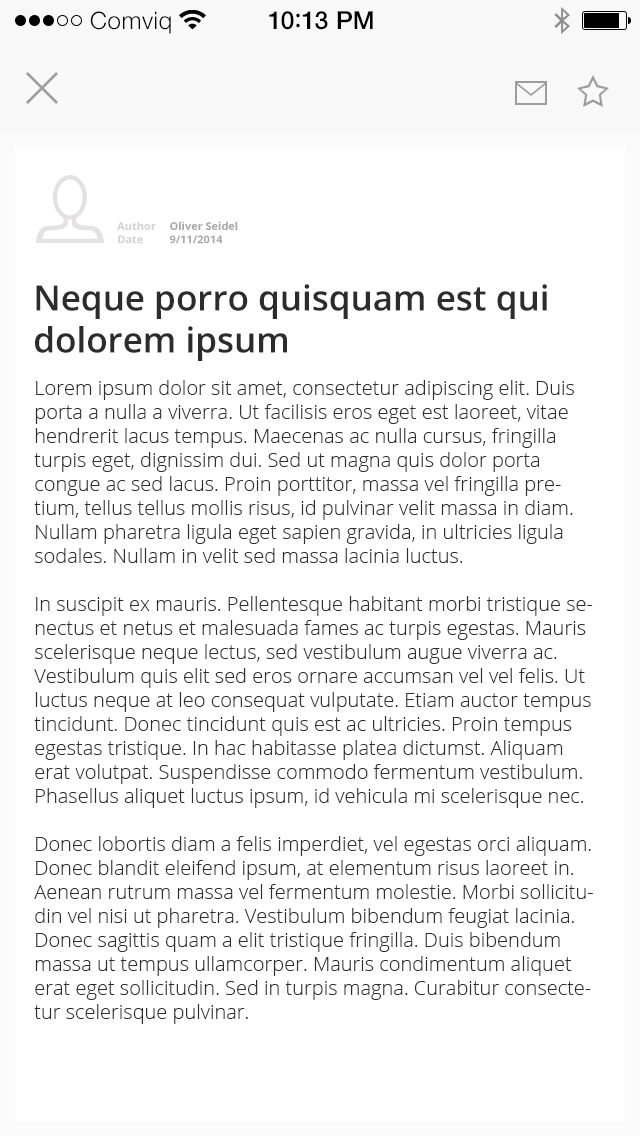 Comviq 10:13 PM
Author Oliver Seidel
Date 9/11/2014
Neque porro quisquam est qui
dolorem ipsum
Lorem ipsum dolor sit amet, consectetur adipiscing elit. Duis
porta a nulla a viverra. Ut facilisis eros eget est laoreet, vitae
hendrerit lacus tempus. Maecenas ac nulla cursus, fringilla
turpis eget, dignissim dui. Sed ut magna quis dolor porta
congue ac sed lacus. Proin porttitor, massa vel fringilla pre-
tium, tellus tellus mollis risus, id pulvinar velit massa in diam.
Nullam pharetra ligula eget sapien gravida, in ultricies ligula
sodales. Nullam in velit sed massa lacinia luctus.
In suscipit ex mauris. Pellentesque habitant morbi tristique se-
nectus et netus et malesuada fames ac turpis egestas. Mauris
scelerisque neque lectus, sed vestibulum augue viverra ac.
Vestibulum quis elit sed eros ornare accumsan vel vel felis. Ut
luctus neque at leo consequat vulputate. Etiam auctor tempus
tincidunt. Donec tincidunt quis est ac ultricies. Proin tempus
egestas tristique. In hac habitasse platea dictumst. Aliquam
erat volutpat. Suspendisse commodo fermentum vestibulum.
Phasellus aliquet luctus ipsum, id vehicula mi scelerisque nec.
Donec lobortis diam a felis imperdiet, vel egestas orci aliquam.
Donec blandit eleifend ipsum, at elementum risus laoreet in.
Aenean rutrum massa vel fermentum molestie. Morbi sollicitu-
din vel nisi ut pharetra. Vestibulum bibendum feugiat lacinia.
Donec sagittis quam a elit tristique fringilla. Duis bibendum
massa ut tempus ullamcorper. Mauris condimentum aliquet
erat eget sollicitudin. Sed in turpis magna. Curabitur consecte-
tur scelerisque pulvinar.